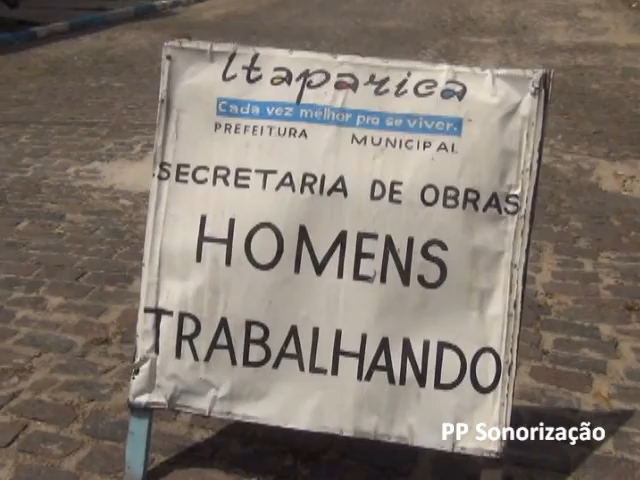 Itaparica
Cada vez melhor pra se viver.
PREFEITURA MUNICIPAL
SECRETARIA DE OBRAS
HOMENS
TRABALHANDO
PP Sonorização